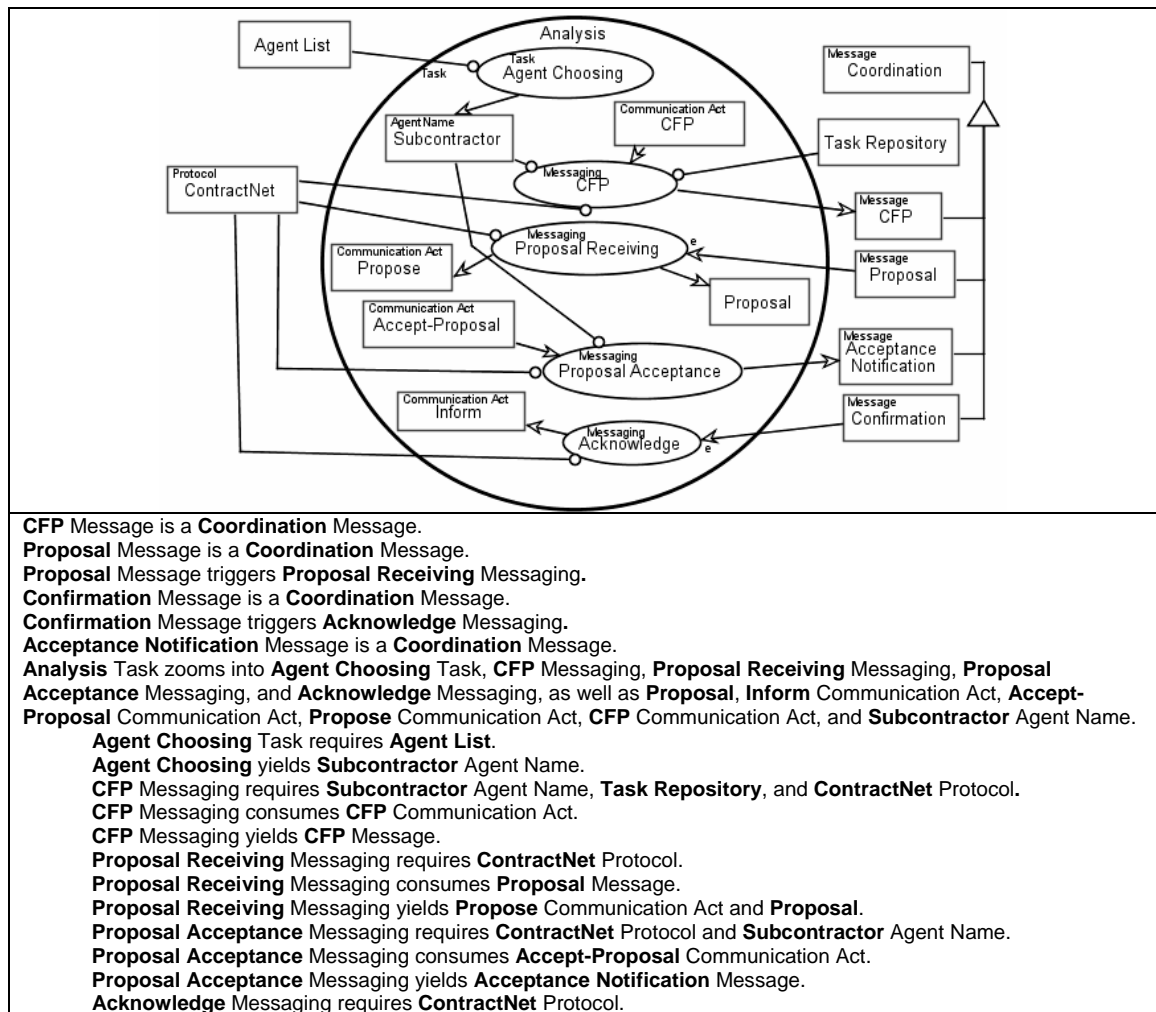 Analysis
Agent List
Task
Task
Agent Choosing
Message
Coordination
Communication Act
CFP
Agent Name
Subcontractor
Task Repository
Protocol
ContractNet
Messaging
CFP
Message
CFP
Messaging
Proposal Receiving
e
Communication Act
Propose
Message
Proposal
Proposal
Communication Act
Accept-Proposal
Messaging
Proposal Acceptance
Message
Acceptance
Notification
Communication Act
Inform
Message
Confirmation
Messaging
Acknowledge
e
CFP Message is a Coordination Message.
Proposal Message is a Coordination Message.
Proposal Message triggers Proposal Receiving Messaging.
Confirmation Message is a Coordination Message.
Confirmation Message triggers Acknowledge Messaging.
Acceptance Notification Message is a Coordination Message.
Analysis Task zooms into Agent Choosing Task, CFP Messaging, Proposal Receiving Messaging, Proposal
Acceptance Messaging, and Acknowledge Messaging, as well as Proposal, Inform Communication Act, Accept-
Proposal Communication Act, Propose Communication Act, CFP Communication Act, and Subcontractor Agent Name.
Agent Choosing Task requires Agent List.
Agent Choosing yields Subcontractor Agent Name.
CFP Messaging requires Subcontractor Agent Name, Task Repository, and ContractNet Protocol.
CFP Messaging consumes CFP Communication Act.
CFP Messaging yields CFP Message.
Proposal Receiving Messaging requires ContractNet Protocol.
Proposal Receiving Messaging consumes Proposal Message.
Proposal Receiving Messaging yields Propose Communication Act and Proposal.
Proposal Acceptance Messaging requires ContractNet Protocol and Subcontractor Agent Name.
Proposal Acceptance Messaging consumes Accept-Proposal Communication Act.
Proposal Acceptance Messaging yields Acceptance Notification Message.
Acknowledge Messaging requires ContractNet Protocol.